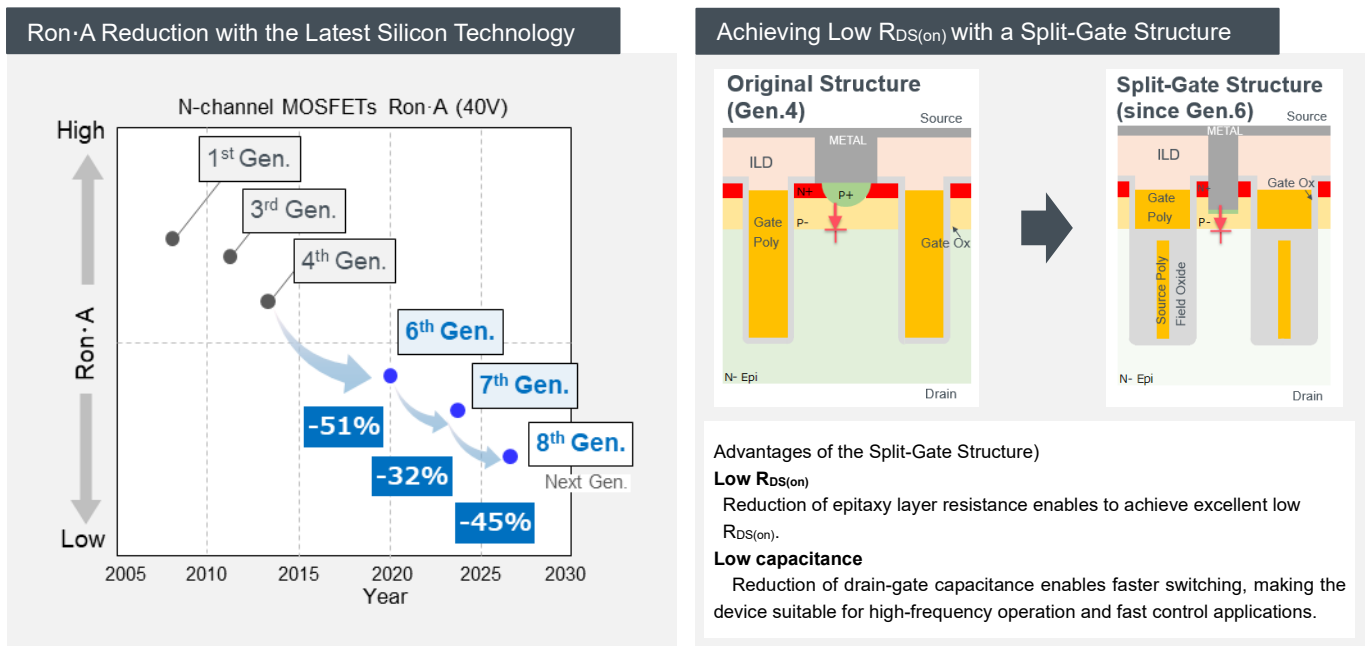 Ron·A Reduction with the Latest Silicon Technology
N-channel MOSFETs Ron·A (40V)
High
Ron·A
Low
1st Gen.
3rd Gen.
4th Gen.
6th Gen.
7th Gen.
8th Gen.
Next Gen.
-51%
-32%
-45%
2005 2010 2015 2020 2025 2030
Year
Achieving Low RDS(on) with a Split-Gate Structure
Original Structure
(Gen.4)
Source
METAL
ILD
N+
P+
P-
Gate
Poly
Gate Ox
N- Epi
Drain
Split-Gate Structure
(since Gen.6)
Source
METAL
ILD
Gate Ox
Gate
Poly
P-
Source Poly
Field Oxide
N- Epi
Drain
Advantages of the Split-Gate Structure)
Low RDS(on)
Reduction of epitaxy layer resistance enables to achieve excellent low
RDS(on).
Low capacitance
Reduction of drain-gate capacitance enables faster switching, making the
device suitable for high-frequency operation and fast control applications.